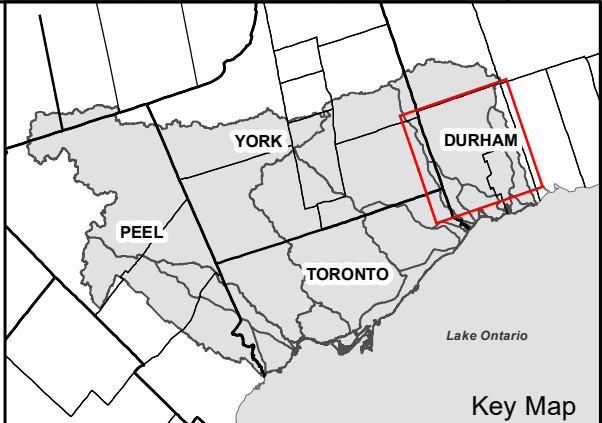 YORK
DURHAM
PEEL
TORONTO
Lake Ontario
Key Map